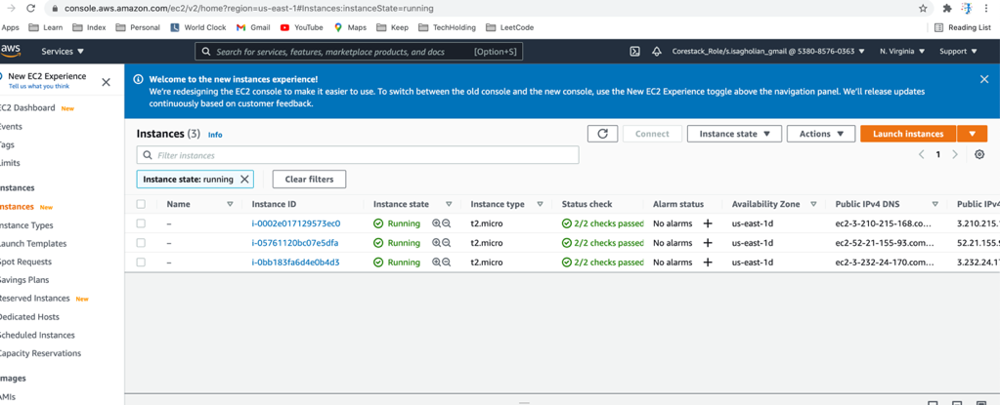 console.aws.amazon.com/ec2/v2/home?region=us-east-1#Instances:instanceState=running
Apps Learn Index Personal World Clock Gmail YouTube Maps Keep TechHolding LeetCode Reading List
aws Services Search for services, features, marketplace products, and docs [Option+S] Corestack_Role/s.isagholian_gmail @ 5380-8576-0363 N. Virginia Support
New EC2 Experience
Tell us what you think
Welcome to the new instances experience!
We're redesigning the EC2 console to make it easier to use. To switch between the old console and the new console, use the New EC2 Experience toggle above the navigation panel. We'll release updates
continuously based on customer feedback.
EC2 Dashboard New
Events
Tags
Limits
Instances
Instances New
Instance Types
Launch Templates
Spot Requests
Savings Plans
Reserved Instances New
Dedicated Hosts
Scheduled Instances
Capacity Reservations
Images
AMIs
Instances (3) Info
Connect Instance state Actions Launch instances
Filter instances
1
Instance state: running Clear filters
Name Instance ID Instance state Instance type Status check Alarm status Availability Zone Public IPv4 DNS Public IPv4
– i-0002e017129573ec0 Running t2.micro 2/2 checks passed No alarms + us-east-1d ec2-3-210-215-168.co... 3.210.215.
– i-05761120bc07e5dfa Running t2.micro 2/2 checks passed No alarms + us-east-1d ec2-52-21-155-93.com... 52.21.155.9
– i-0bb183fa6d4e0b4d3 Running t2.micro 2/2 checks passed No alarms + us-east-1d ec2-3-232-24-170.com... 3.232.24.17